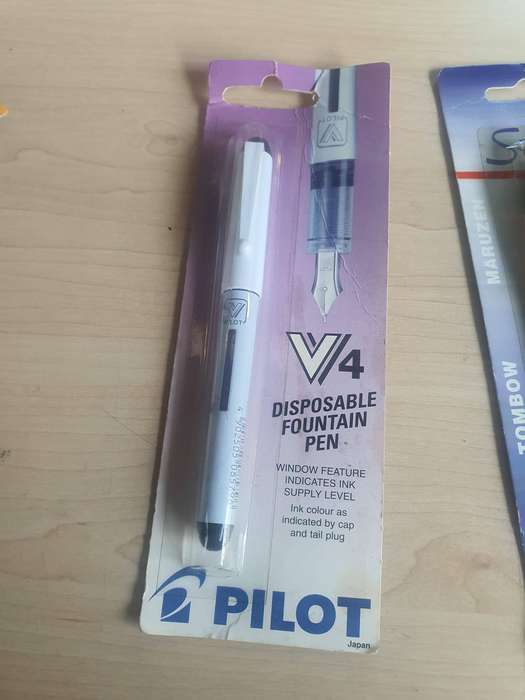 PILOT
V4
DISPOSABLE
FOUNTAIN
PEN
WINDOW FEATURE
INDICATES INK
SUPPLY LEVEL
Ink colour as
indicated by cap
and tail plug
PILOT
Japan
PILOT
TOMBOW
MARUZEN